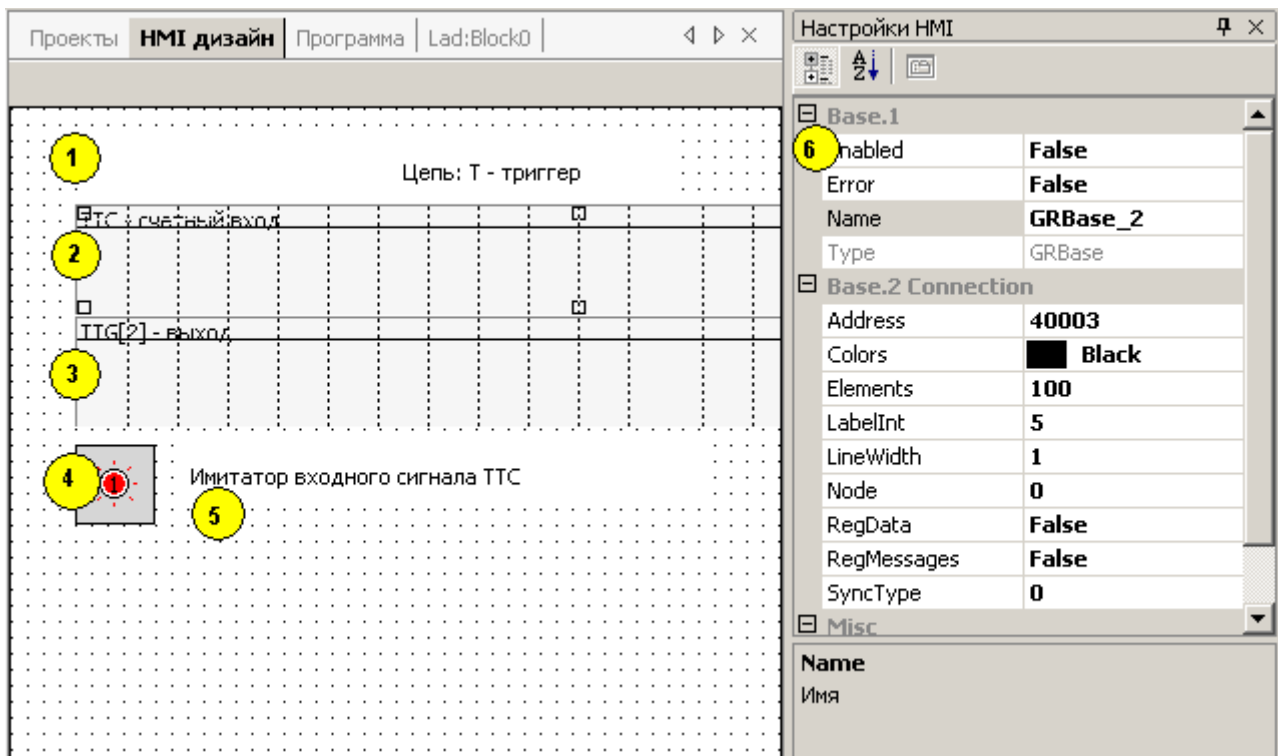 Проекты HMI дизайн Программа Lad:Block0
1
Цепь: Т - триггер
TTC - счетный вход
2
TTG[2] - выход
3
4
1
Имитатор входного сигнала ТТС
5
Настройки HMI
Base.1
6 nabled False
Error False
Name GRBase_2
Type GRBase
Base.2 Connection
Address 40003
Colors Black
Elements 100
LabelInt 5
LineWidth 1
Node 0
RegData False
RegMessages False
SyncType 0
Misc
Name
Имя